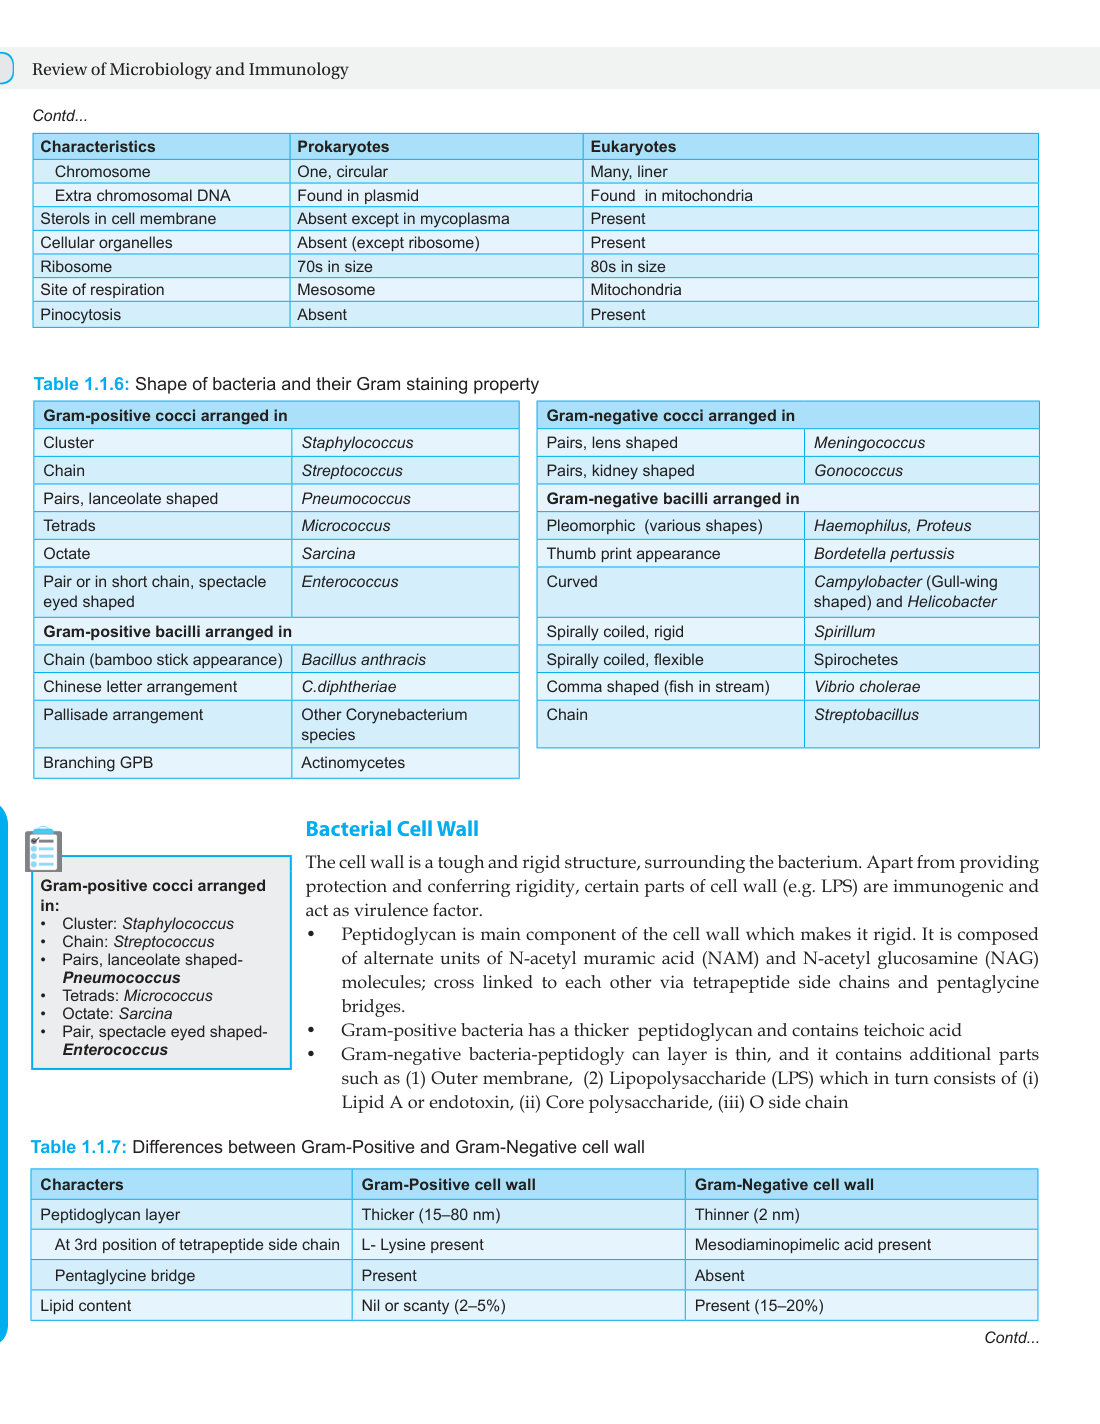 Review of Microbiology and Immunology
Contd...
Characteristics Prokaryotes Eukaryotes
Chromosome One, circular Many, liner
Extra chromosomal DNA Found in plasmid Found in mitochondria
Sterols in cell membrane Absent except in mycoplasma Present
Cellular organelles Absent (except ribosome) Present
Ribosome 70s in size 80s in size
Site of respiration Mesosome Mitochondria
Pinocytosis Absent Present
Table 1.1.6: Shape of bacteria and their Gram staining property
Gram-positive cocci arranged in
Cluster Staphylococcus
Chain Streptococcus
Pairs, lanceolate shaped Pneumococcus
Tetrads Micrococcus
Octate Sarcina
Pair or in short chain, spectacle Enterococcus
eyed shaped
Gram-positive bacilli arranged in
Chain (bamboo stick appearance) Bacillus anthracis
Chinese letter arrangement C.diphtheriae
Pallisade arrangement Other Corynebacterium
species
Branching GPB Actinomycetes
Gram-negative cocci arranged in
Pairs, lens shaped Meningococcus
Pairs, kidney shaped Gonococcus
Gram-negative bacilli arranged in
Pleomorphic (various shapes) Haemophilus, Proteus
Thumb print appearance Bordetella pertussis
Curved Campylobacter (Gull-wing
shaped) and Helicobacter
Spirally coiled, rigid Spirillum
Spirally coiled, flexible Spirochetes
Comma shaped (fish in stream) Vibrio cholerae
Chain Streptobacillus
Gram-positive cocci arranged
in:
• Cluster: Staphylococcus
• Chain: Streptococcus
• Pairs, lanceolate shaped-
Pneumococcus
• Tetrads: Micrococcus
• Octate: Sarcina
• Pair, spectacle eyed shaped-
Enterococcus
Bacterial Cell Wall
The cell wall is a tough and rigid structure, surrounding the bacterium. Apart from providing
protection and conferring rigidity, certain parts of cell wall (e.g. LPS) are immunogenic and
act as virulence factor.
• Peptidoglycan is main component of the cell wall which makes it rigid. It is composed
of alternate units of N-acetyl muramic acid (NAM) and N-acetyl glucosamine (NAG)
molecules; cross linked to each other via tetrapeptide side chains and pentaglycine
bridges.
• Gram-positive bacteria has a thicker peptidoglycan and contains teichoic acid
• Gram-negative bacteria-peptidogly can layer is thin, and it contains additional parts
such as (1) Outer membrane, (2) Lipopolysaccharide (LPS) which in turn consists of (i)
Lipid A or endotoxin, (ii) Core polysaccharide, (iii) O side chain
Table 1.1.7: Differences between Gram-Positive and Gram-Negative cell wall
Characters Gram-Positive cell wall Gram-Negative cell wall
Peptidoglycan layer Thicker (15–80 nm) Thinner (2 nm)
At 3rd position of tetrapeptide side chain L- Lysine present Mesodiaminopimelic acid present
Pentaglycine bridge Present Absent
Lipid content Nil or scanty (2–5%) Present (15–20%)
Contd...